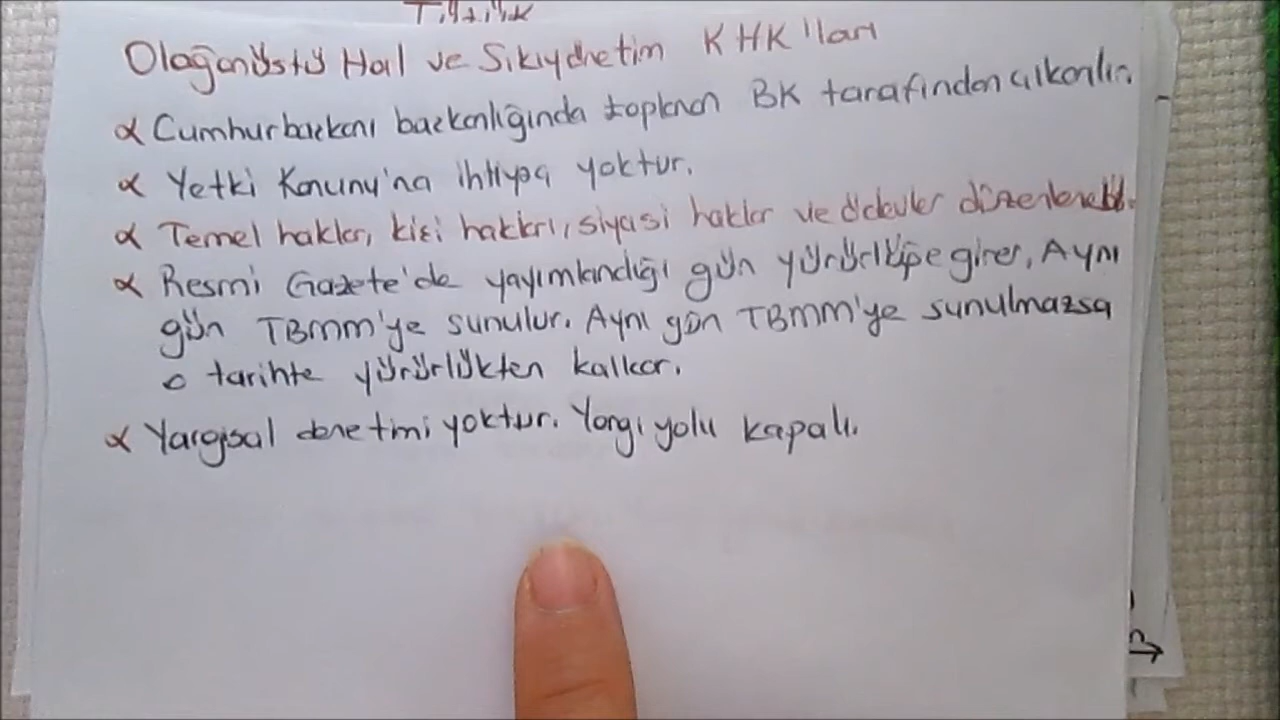 Tüzük
Olağanüstü Hal ve Sıkıyönetim KHK'ları
α Cumhurbaşkanı başkanlığında toplanan BK tarafından çıkarılır.
α Yetki Kanunu'na ihtiyaç yoktur.
α Temel haklar, kişi hakları, siyasi haklar ve ödevler düzenlenebilir.
α Resmi Gazete'de yayımlandığı gün yürürlüğe girer, Aynı
gün TBMM'ye sunulur. Aynı gün TBMM'ye sunulmazsa
o tarihte yürürlükten kalkar.
α Yargısal denetimi yoktur. Yargı yolu kapalı.